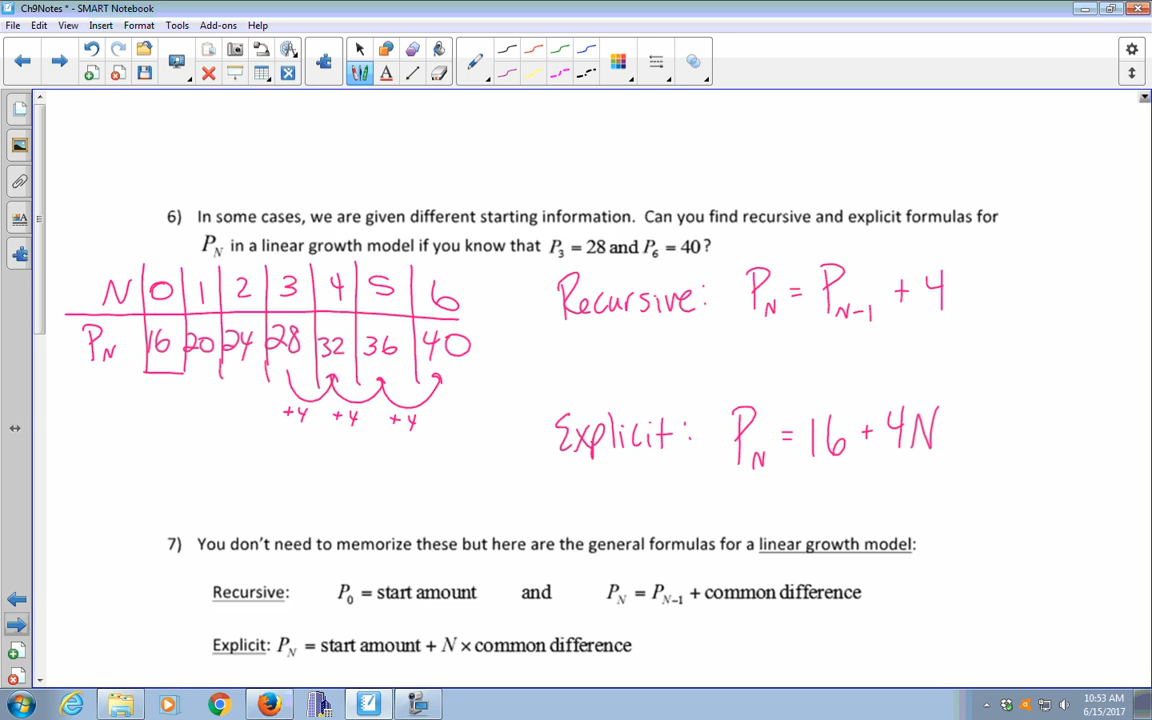 Ch9Notes * - SMART Notebook
File Edit View Insert Format Tools Add-ons Help
6) In some cases, we are given different starting information. Can you find recursive and explicit formulas for
P_N in a linear growth model if you know that P_3 = 28 and P_6 = 40?
N 0 1 2 3 4 5 6
P_N 16 20 24 28 32 36 40
+4 +4 +4
Recursive: P_N = P_{N-1} + 4
Explicit: P_N = 16 + 4N
7) You don't need to memorize these but here are the general formulas for a linear growth model:
Recursive: P_0 = start amount and P_N = P_{N-1} + common difference
Explicit: P_N = start amount + N × common difference
10:53 AM
6/15/2017